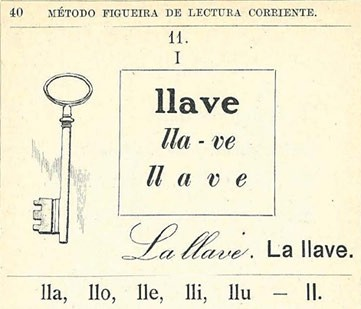 40 MÉTODO FIGUEIRA DE LECTURA CORRIENTE.
11.
I
llave
lla - ve
ll a v e
La llave. La llave.
lla, llo, lle, lli, llu — ll.